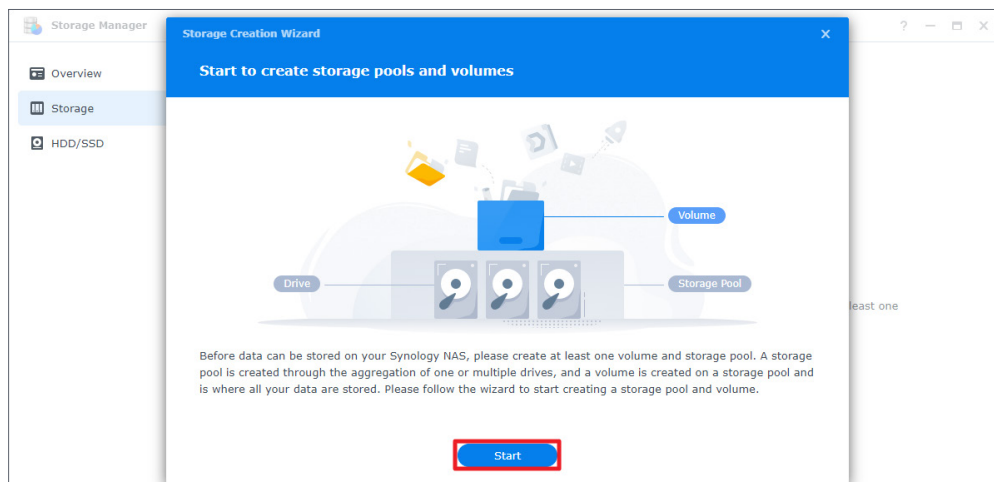 Storage Manager
Storage Creation Wizard
Start to create storage pools and volumes
Overview
Storage
HDD/SSD
Volume
Drive
Storage Pool
least one
Before data can be stored on your Synology NAS, please create at least one volume and storage pool. A storage
pool is created through the aggregation of one or multiple drives, and a volume is created on a storage pool and
is where all your data are stored. Please follow the wizard to start creating a storage pool and volume.
Start